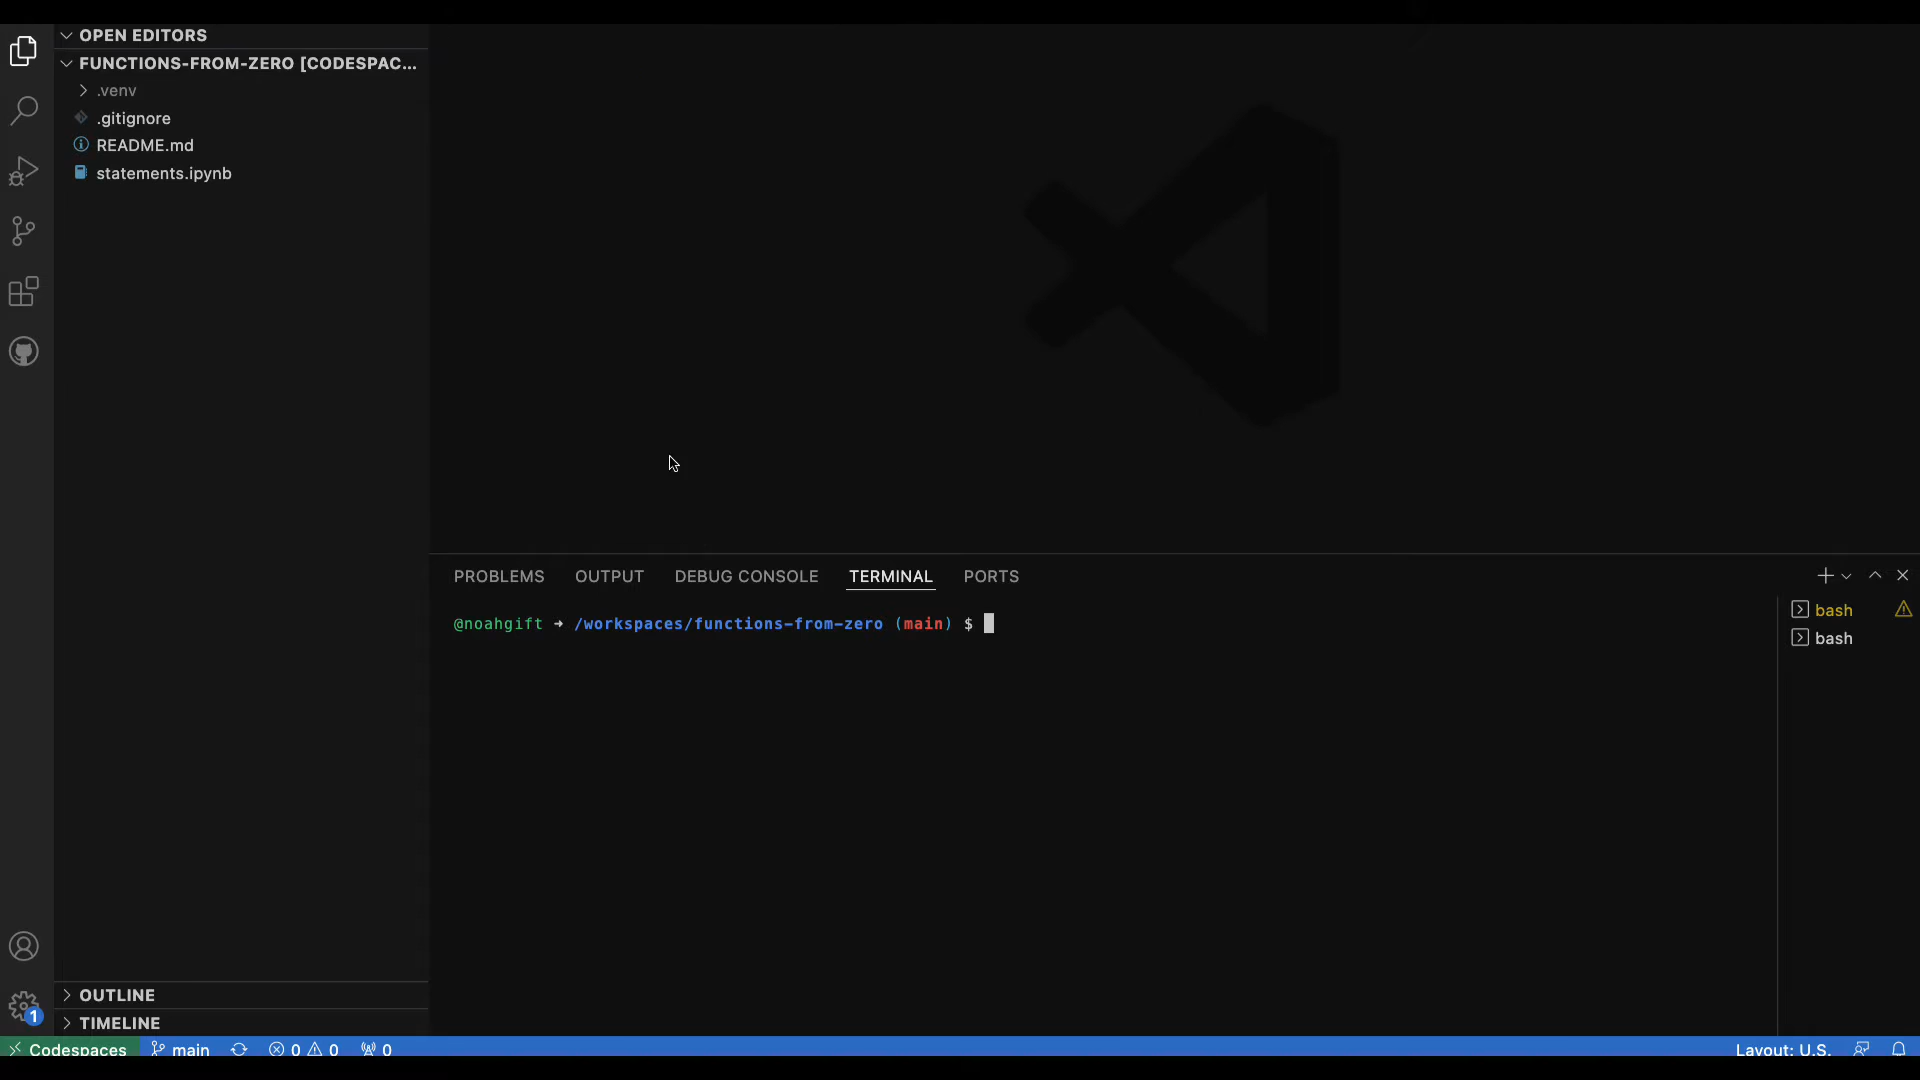 OPEN EDITORS
FUNCTIONS-FROM-ZERO [CODESPAC...
.venv
.gitignore
README.md
statements.ipynb
PROBLEMS OUTPUT DEBUG CONSOLE TERMINAL PORTS
@noahgift ➜ /workspaces/functions-from-zero (main) $
bash
bash
OUTLINE
TIMELINE
1
Codespaces main 0 0 0 Layout: U.S.